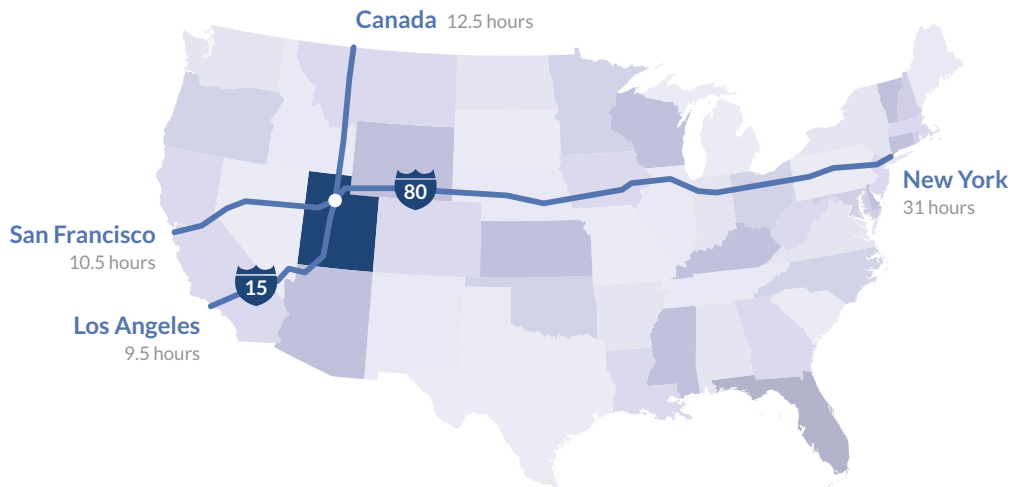 Canada 12.5 hours
80
New York
31 hours
San Francisco
10.5 hours
15
Los Angeles
9.5 hours